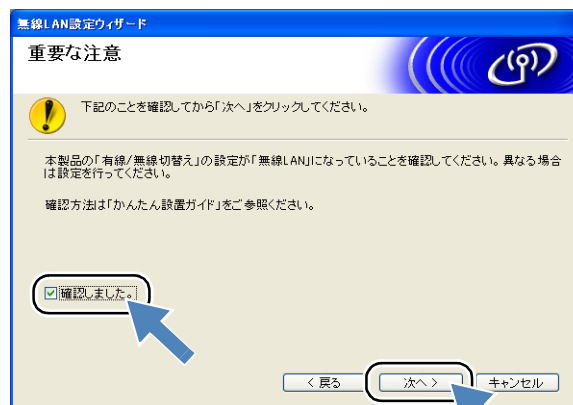 無線LAN設定ウィザード
重要な注意
下記のことを確認してから「次へ」をクリックしてください。
本製品の「有線/無線切替え」の設定が「無線LAN」になっていることを確認してください。異なる場合
は設定を行ってください。
確認方法は「かんたん設置ガイド」をご参照ください。
確認しました。
< 戻る 次へ > キャンセル